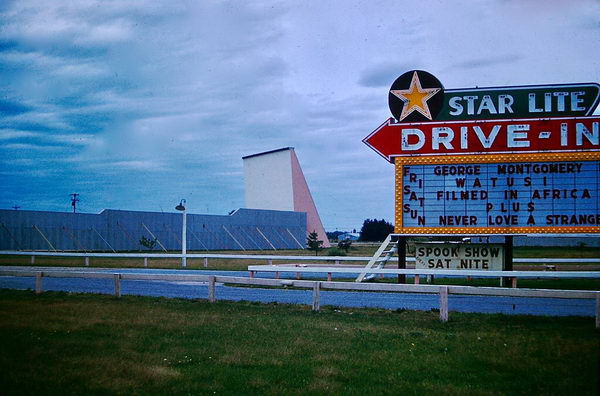 STAR LITE
DRIVE-IN
FRI GEORGE MONTGOMERY
WATUSI
SAT FILMED IN AFRICA
PLUS
SUN NEVER LOVE A STRANGE
SPOOK SHOW
SAT NITE